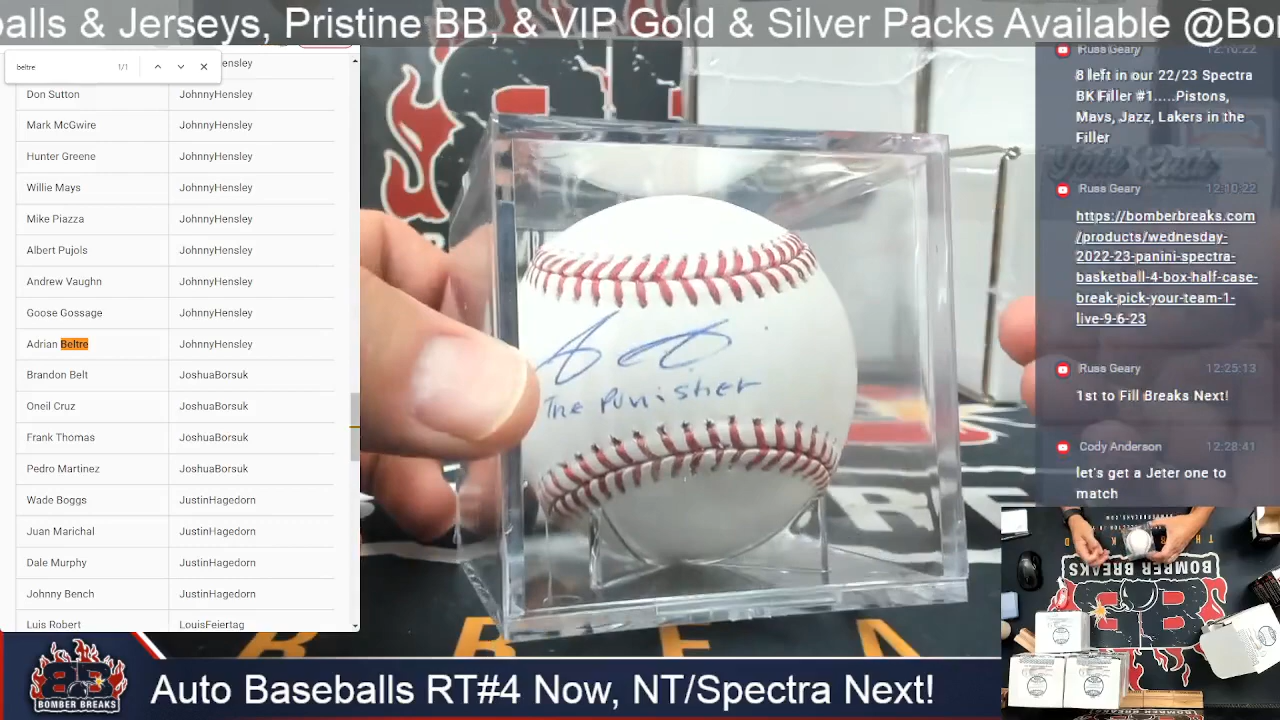 balls & Jerseys, Pristine BB, & VIP Gold & Silver Packs Available @Bo
beltre 1/1
Don Sutton JohnnyHensley
Mark McGwire JohnnyHensley
Hunter Greene JohnnyHensley
Willie Mays JohnnyHensley
Mike Piazza JohnnyHensley
Albert Pujols JohnnyHensley
Andrew Vaughn JohnnyHensley
Goose Gossage JohnnyHensley
Adrian Beltre JohnnyHensley
Brandon Belt JoshuaBorsuk
Oneil Cruz JoshuaBorsuk
Frank Thomas JoshuaBorsuk
Pedro Martinez JoshuaBorsuk
Wade Boggs JustinHagedorn
Juan Marichal JustinHagedorn
Dale Murphy JustinHagedorn
Johnny Bench JustinHagedorn
Luis Robert LouisFeiertag
The Punisher
Russ Geary 12:10:22
8 left in our 22/23 Spectra
BK Filler #1.....Pistons,
Mavs, Jazz, Lakers in the
Filler
Russ Geary 12:10:22
https://bomberbreaks.com
/products/wednesday-
2022-23-panini-spectra-
basketball-4-box-half-case-
break-pick-your-team-1-
live-9-6-23
Russ Geary 12:25:13
1st to Fill Breaks Next!
Cody Anderson 12:28:41
let's get a Jeter one to
match
BOMBER BREAKS
BOMBER BREAKS
Auto Baseballs RT#4 Now, NT/Spectra Next!